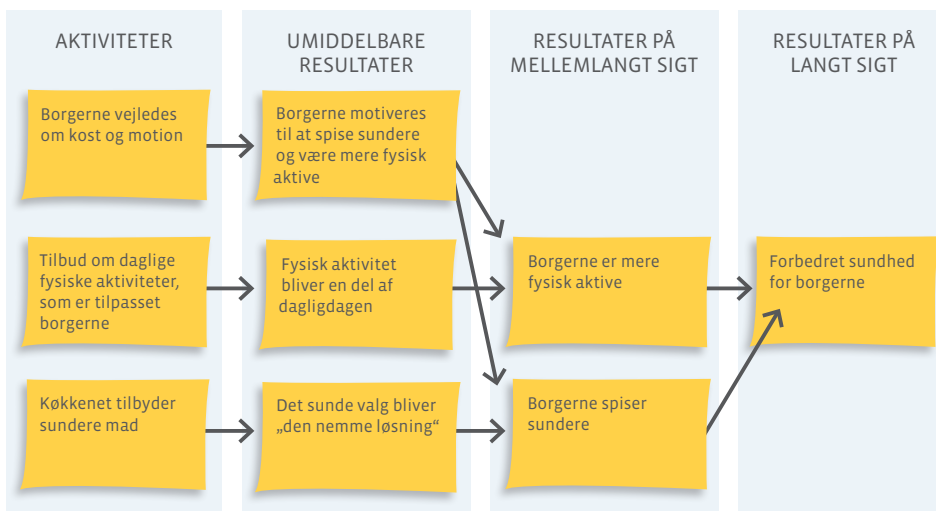 AKTIVITETER
UMIDDELBARE
RESULTATER
RESULTATER PÅ
MELLEMLANGT SIGT
RESULTATER PÅ
LANGT SIGT
Borgerne vejledes
om kost og motion
Borgerne motiveres
til at spise sundere
og være mere fysisk
aktive
Tilbud om daglige
fysiske aktiviteter,
som er tilpasset
borgerne
Fysisk aktivitet
bliver en del af
dagligdagen
Borgerne er mere
fysisk aktive
Forbedret sundhed
for borgerne
Køkkenet tilbyder
sundere mad
Det sunde valg bliver
„den nemme løsning“
Borgerne spiser
sundere